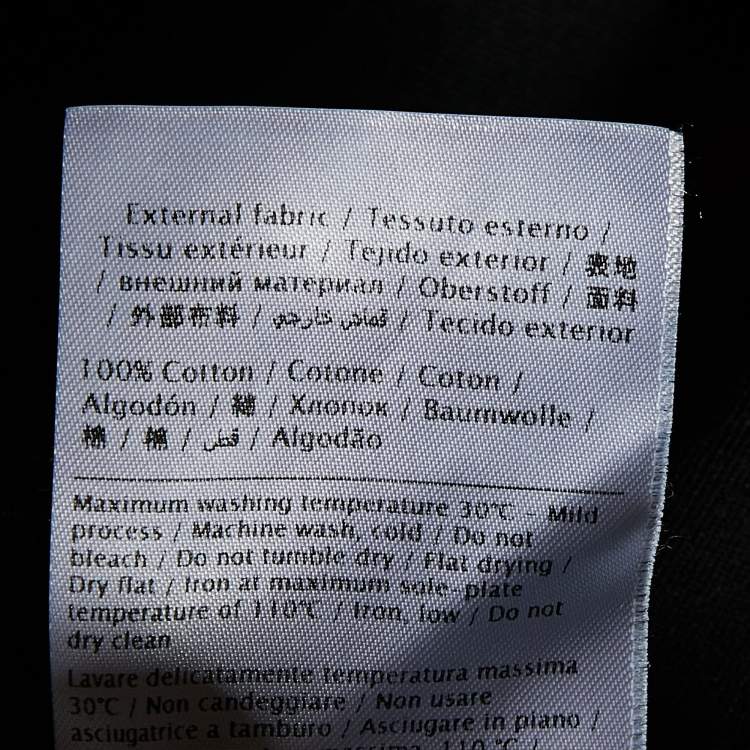 External fabric / Tessuto esterno /
Tissu extérieur / Tejido exterior / 表地
/ внешний материал / Oberstoff / 面料
/ 外部布料 / قماش خارجي / Tecido exterior
100% Cotton / Cotone / Coton /
Algodón / 綿 / Хлопок / Baumwolle /
棉 / 棉 / قطن / Algodão
Maximum washing temperature 30°C - Mild
process / Machine wash, cold / Do not
bleach / Do not tumble dry / Flat drying /
Dry flat / Iron at maximum sole-plate
temperature of 110°C / Iron, low / Do not
dry clean
Lavare delicatamente temperatura massima
30°C / Non candeggiare / Non usare
asciugatrice a tamburo / Asciugare in piano /
massima 110 °C /